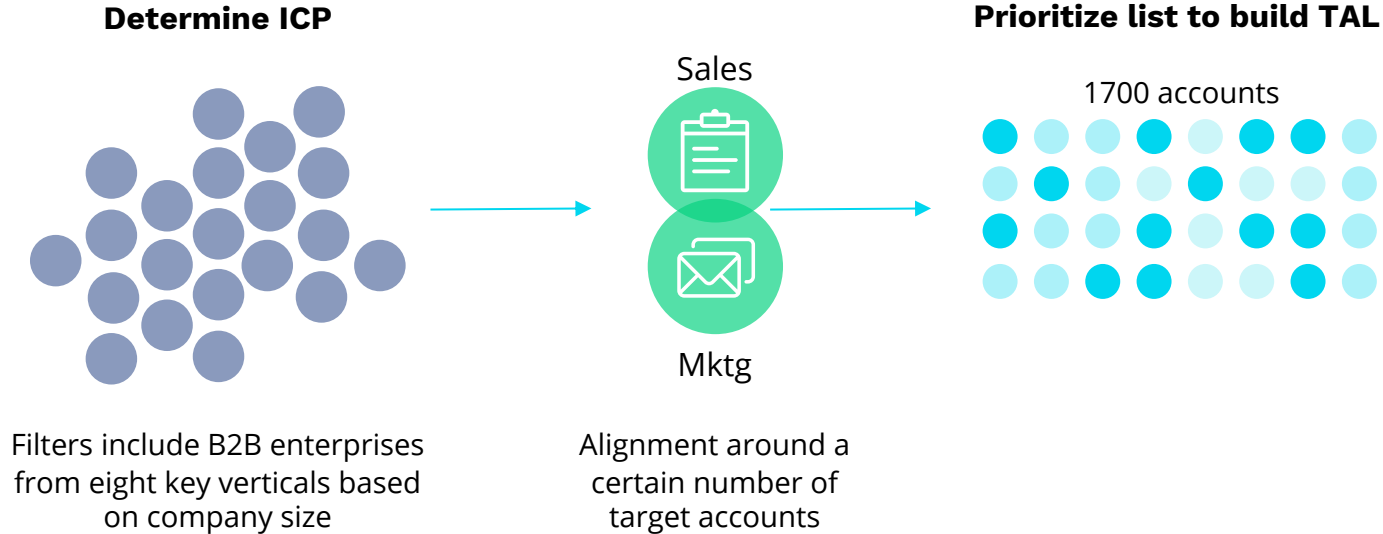 Determine ICP
Filters include B2B enterprises
from eight key verticals based
on company size
Sales
Mktg
Alignment around a
certain number of
target accounts
Prioritize list to build TAL
1700 accounts